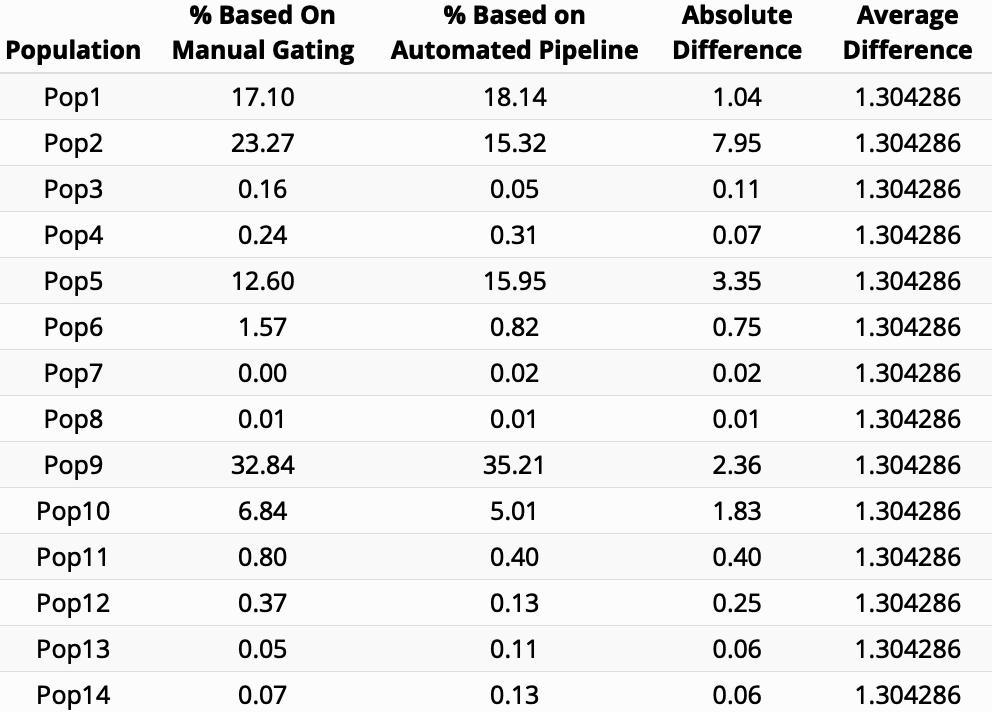 % Based On % Based on Absolute Average
Population Manual Gating Automated Pipeline Difference Difference
Pop1 17.10 18.14 1.04 1.304286
Pop2 23.27 15.32 7.95 1.304286
Pop3 0.16 0.05 0.11 1.304286
Pop4 0.24 0.31 0.07 1.304286
Pop5 12.60 15.95 3.35 1.304286
Pop6 1.57 0.82 0.75 1.304286
Pop7 0.00 0.02 0.02 1.304286
Pop8 0.01 0.01 0.01 1.304286
Pop9 32.84 35.21 2.36 1.304286
Pop10 6.84 5.01 1.83 1.304286
Pop11 0.80 0.40 0.40 1.304286
Pop12 0.37 0.13 0.25 1.304286
Pop13 0.05 0.11 0.06 1.304286
Pop14 0.07 0.13 0.06 1.304286